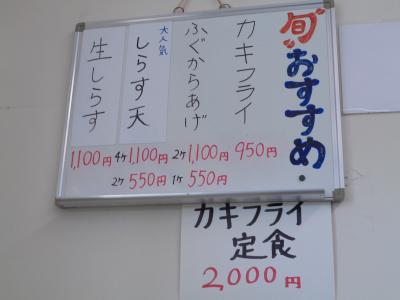 旬おすすめ
カキフライ 950円
ふぐからあげ 2ケ 1,100円
1ケ 550円
大人気
しらす天 4ケ 1,100円
2ケ 550円
生しらす 1,100円
カキフライ
定食
2,000円